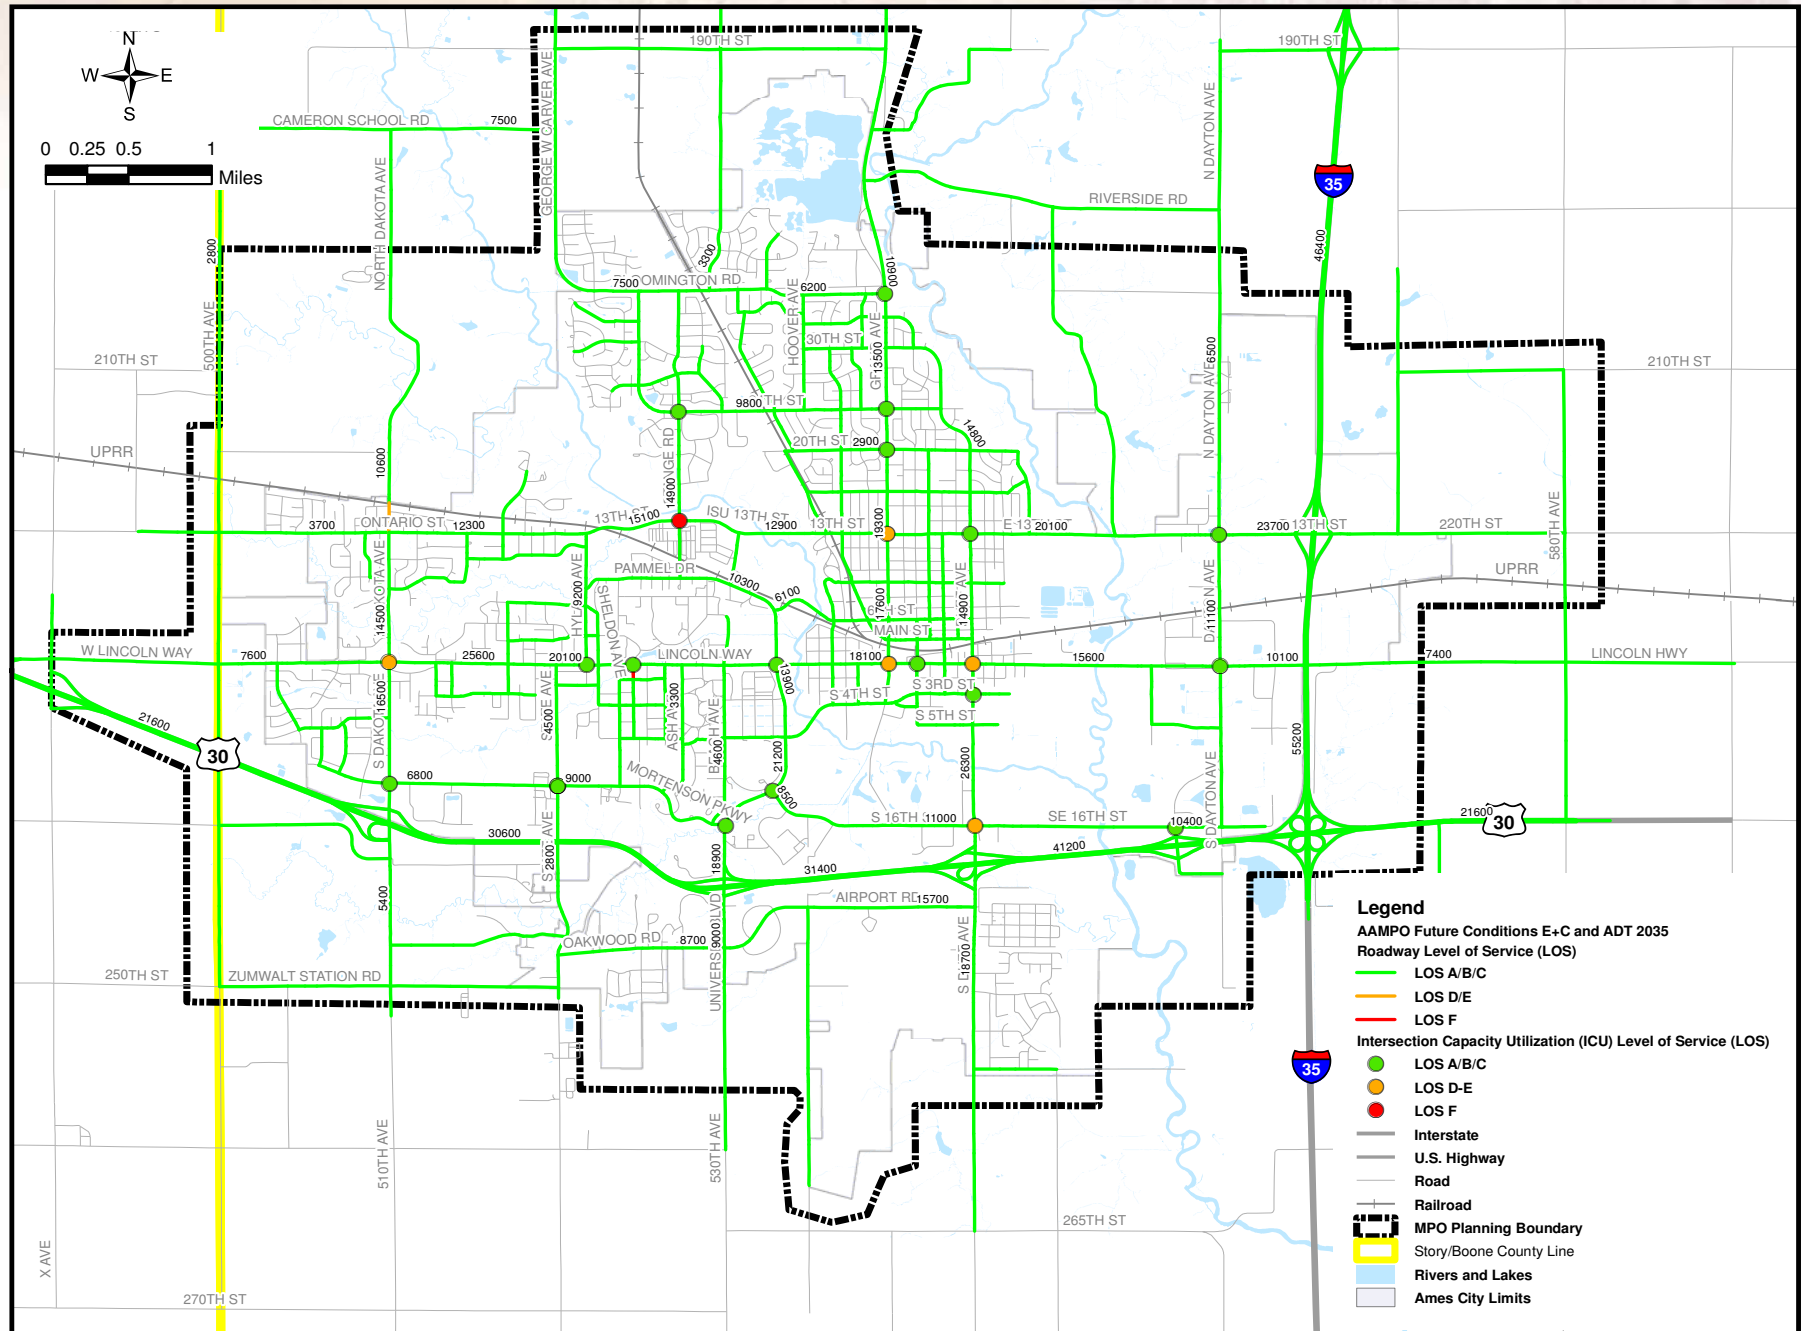 N
W E
S
0 0.25 0.5 1
Miles
190TH ST
190TH ST
CAMERON SCHOOL RD
7500
GEORGE W CARVER AVE
NORTH DAKOTA AVE
N DAYTON AVE
35
RIVERSIDE RD
2800
3300
46400
10900
BLOOMINGTON RD
7500
6200
HOOVER AVE
500TH AVE
30TH ST
13500
6500
210TH ST
210TH ST
9800
N DAYTON AVE
14800
20TH ST
2900
UPRR
10600
14900
580TH AVE
3700
ONTARIO ST
12300
13TH ST
15100
ISU 13TH ST
12900
13TH ST
19300
20100
23700
13TH ST
220TH ST
PAMMEL DR
10300
6100
UPRR
9200
SHELDON AVE
14500
17600
14900
11100
6TH ST
MAIN ST
W LINCOLN WAY
7600
25600
20100
LINCOLN WAY
18100
15600
10100
7400
LINCOLN HWY
13900
16500
3300
S 4TH ST
S 3RD ST
S 5TH ST
21600
30
4500
4600
21200
26300
55200
S DAYTON AVE
6800
9000
MORTENSON PKWY
8500
S 16TH
11000
SE 16TH ST
10400
21600
30
30600
2800
18900
31400
41200
5400
AIRPORT RD
15700
OAKWOOD RD
8700
9000
18700
250TH ST
ZUMWALT STATION RD
35
510TH AVE
530TH AVE
265TH ST
X AVE
270TH ST
Legend
AAMPO Future Conditions E+C and ADT 2035
Roadway Level of Service (LOS)
LOS A/B/C
LOS D/E
LOS F
Intersection Capacity Utilization (ICU) Level of Service (LOS)
LOS A/B/C
LOS D-E
LOS F
Interstate
U.S. Highway
Road
Railroad
MPO Planning Boundary
Story/Boone County Line
Rivers and Lakes
Ames City Limits